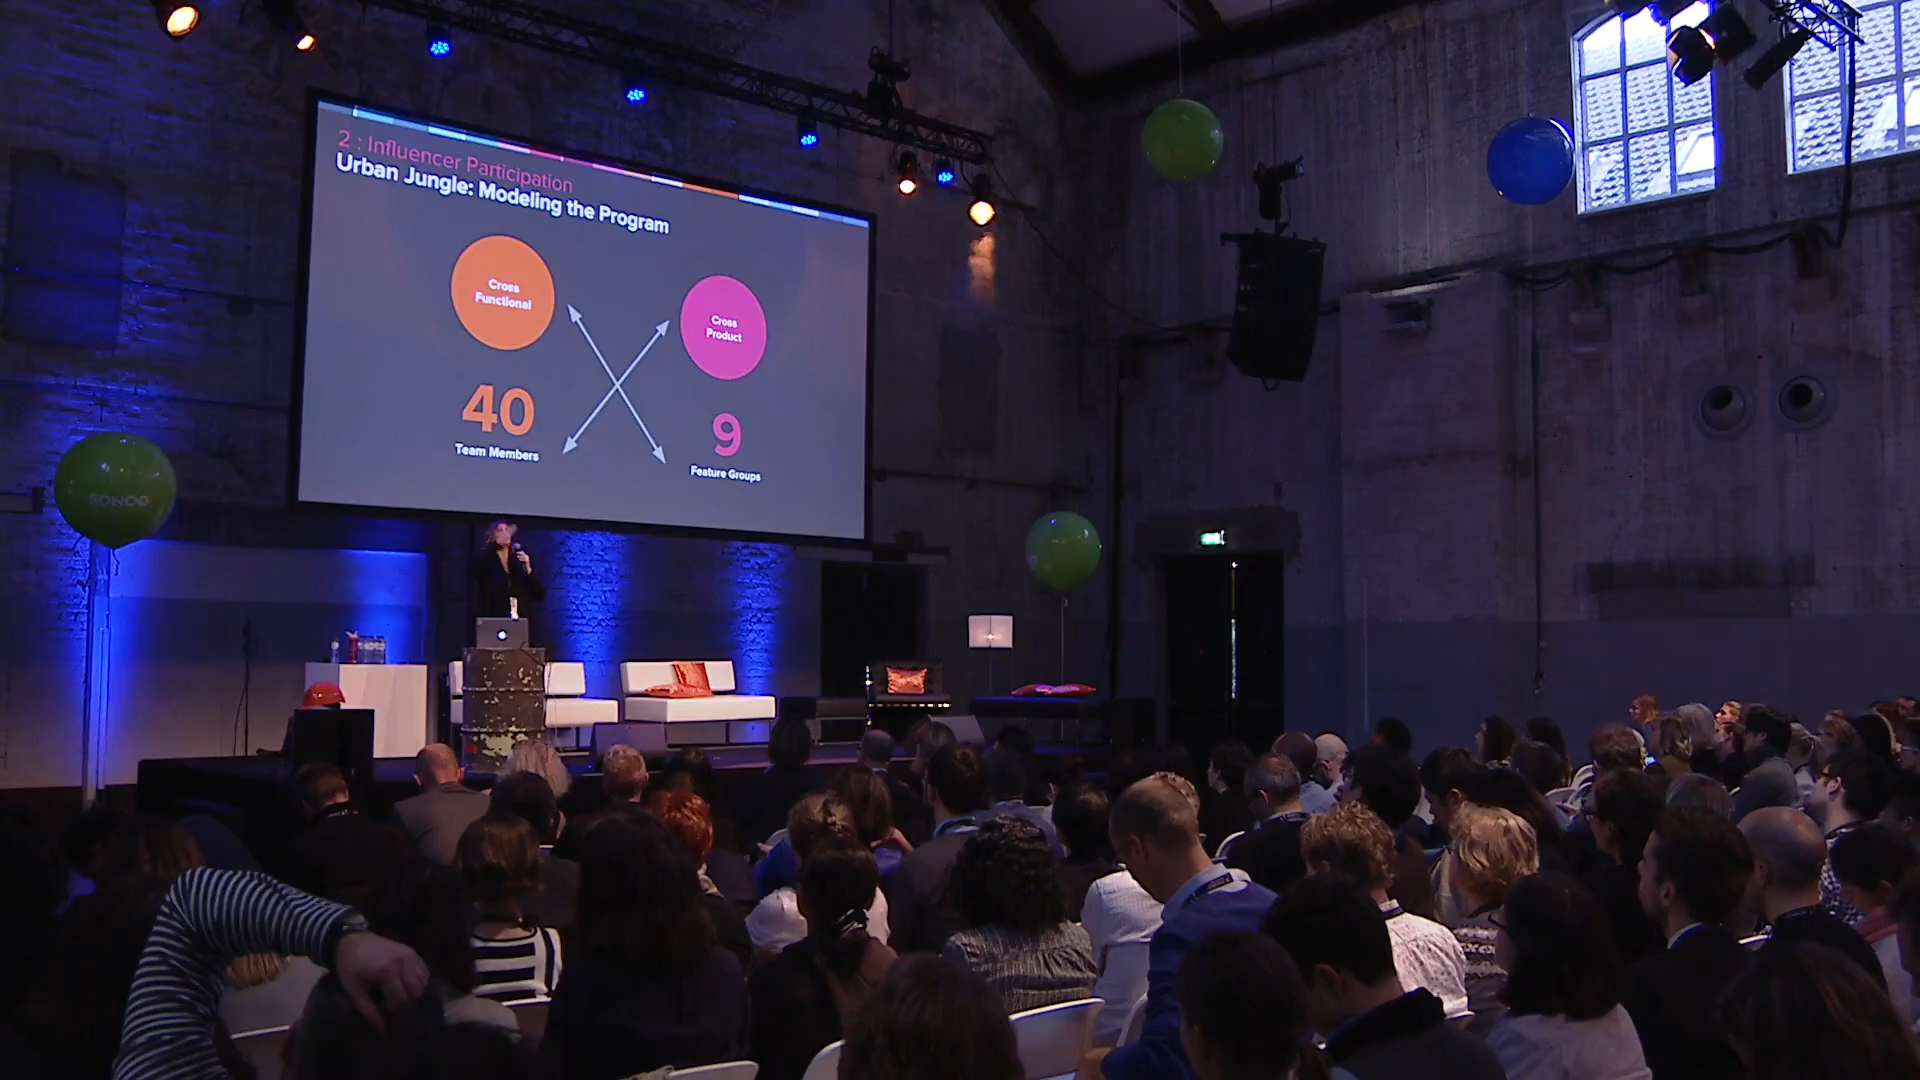 2 : Influencer Participation
Urban Jungle: Modeling the Program
Cross
Functional
Cross
Product
40
9
Team Members
Feature Groups